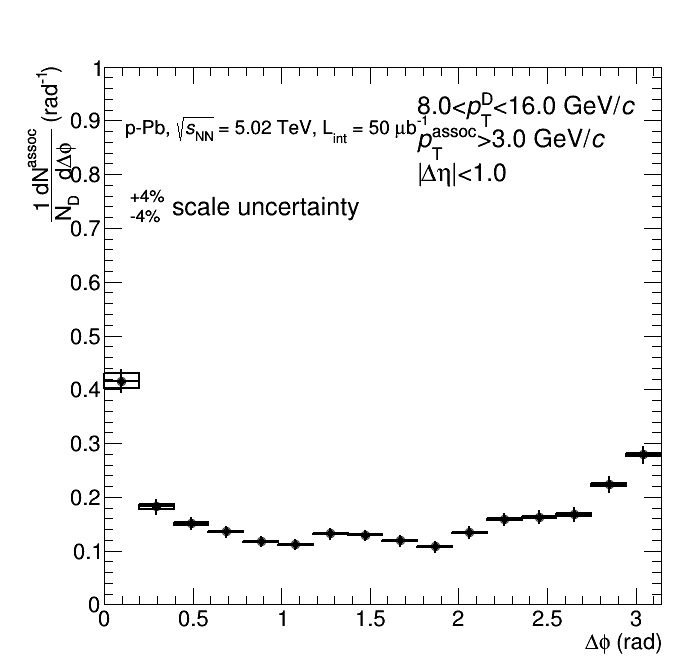 1
0.9
0.8
0.7
0.6
0.5
0.4
0.3
0.2
0.1
0
1 dN^assoc
N_D dΔφ (rad^-1)
p-Pb, √s_NN = 5.02 TeV, L_int = 50 μb^-1
8.0<p_T^D<16.0 GeV/c
p_T^assoc>3.0 GeV/c
|Δη|<1.0
+4%
-4% scale uncertainty
0 0.5 1 1.5 2 2.5 3
Δφ (rad)